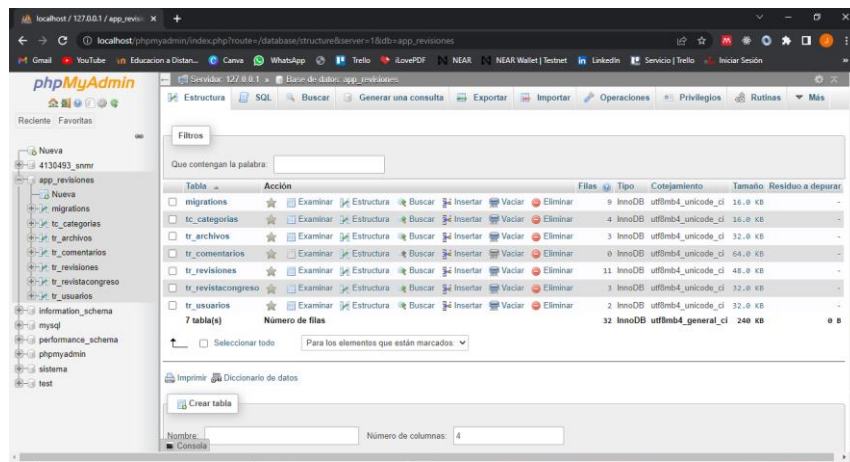 localhost / 127.0.0.1 / app_revisi
localhost/phpmyadmin/index.php?route=/database/structure&server=1&db=app_revisiones
Gmail YouTube Educacion a Distan... Canva WhatsApp Trello iLovePDF NEAR NEAR Wallet | Testnet LinkedIn Servicio | Trello Iniciar Sesión
phpMyAdmin
Reciente Favoritas
Nueva
4130493_snmr
app_revisiones
Nueva
migrations
tc_categorias
tr_archivos
tr_comentarios
tr_revisiones
tr_revistacongreso
tr_usuarios
information_schema
mysql
performance_schema
phpmyadmin
sistema
test
Servidor: 127.0.0.1 » Base de datos: app_revisiones
Estructura SQL Buscar Generar una consulta Exportar Importar Operaciones Privilegios Rutinas Más
Filtros
Que contengan la palabra:
Tabla Acción Filas Tipo Cotejamiento Tamaño Residuo a depurar
migrations Examinar Estructura Buscar Insertar Vaciar Eliminar 9 InnoDB utf8mb4_unicode_ci 16.0 KB -
tc_categorias Examinar Estructura Buscar Insertar Vaciar Eliminar 4 InnoDB utf8mb4_unicode_ci 16.0 KB -
tr_archivos Examinar Estructura Buscar Insertar Vaciar Eliminar 3 InnoDB utf8mb4_unicode_ci 32.0 KB -
tr_comentarios Examinar Estructura Buscar Insertar Vaciar Eliminar 0 InnoDB utf8mb4_unicode_ci 64.0 KB -
tr_revisiones Examinar Estructura Buscar Insertar Vaciar Eliminar 11 InnoDB utf8mb4_unicode_ci 48.0 KB -
tr_revistacongreso Examinar Estructura Buscar Insertar Vaciar Eliminar 3 InnoDB utf8mb4_unicode_ci 32.0 KB -
tr_usuarios Examinar Estructura Buscar Insertar Vaciar Eliminar 2 InnoDB utf8mb4_unicode_ci 32.0 KB -
7 tabla(s) Número de filas 32 InnoDB utf8mb4_general_ci 240 KB 0 B
Seleccionar todo Para los elementos que están marcados:
Imprimir Diccionario de datos
Crear tabla
Nombre: Número de columnas: 4
Consola